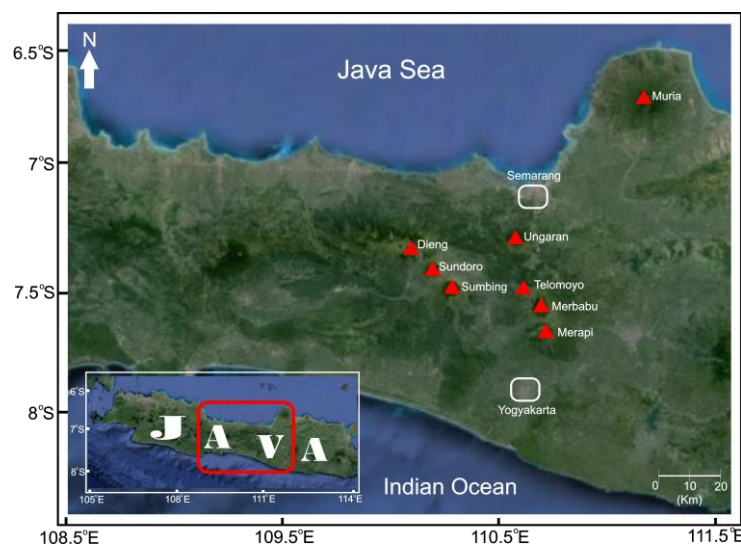 6.5°S
N
Java Sea
Muria
7°S
Semarang
Ungaran
Dieng
Sundoro
Sumbing
Telomoyo
7.5°S
Merbabu
Merapi
Yogyakarta
8°S
6°S
7°S
8°S
JAVA
105°E
108°E
111°E
114°E
Indian Ocean
0 10 20
(Km)
108.5°E
109.5°E
110.5°E
111.5°E